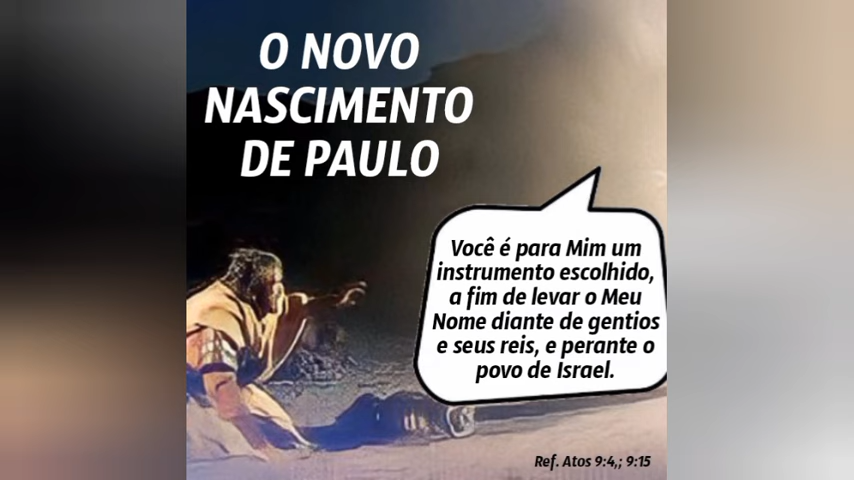 O NOVO
NASCIMENTO
DE PAULO
Você é para Mim um
instrumento escolhido,
a fim de levar o Meu
Nome diante de gentios
e seus reis, e perante o
povo de Israel.
Ref. Atos 9:4,; 9:15